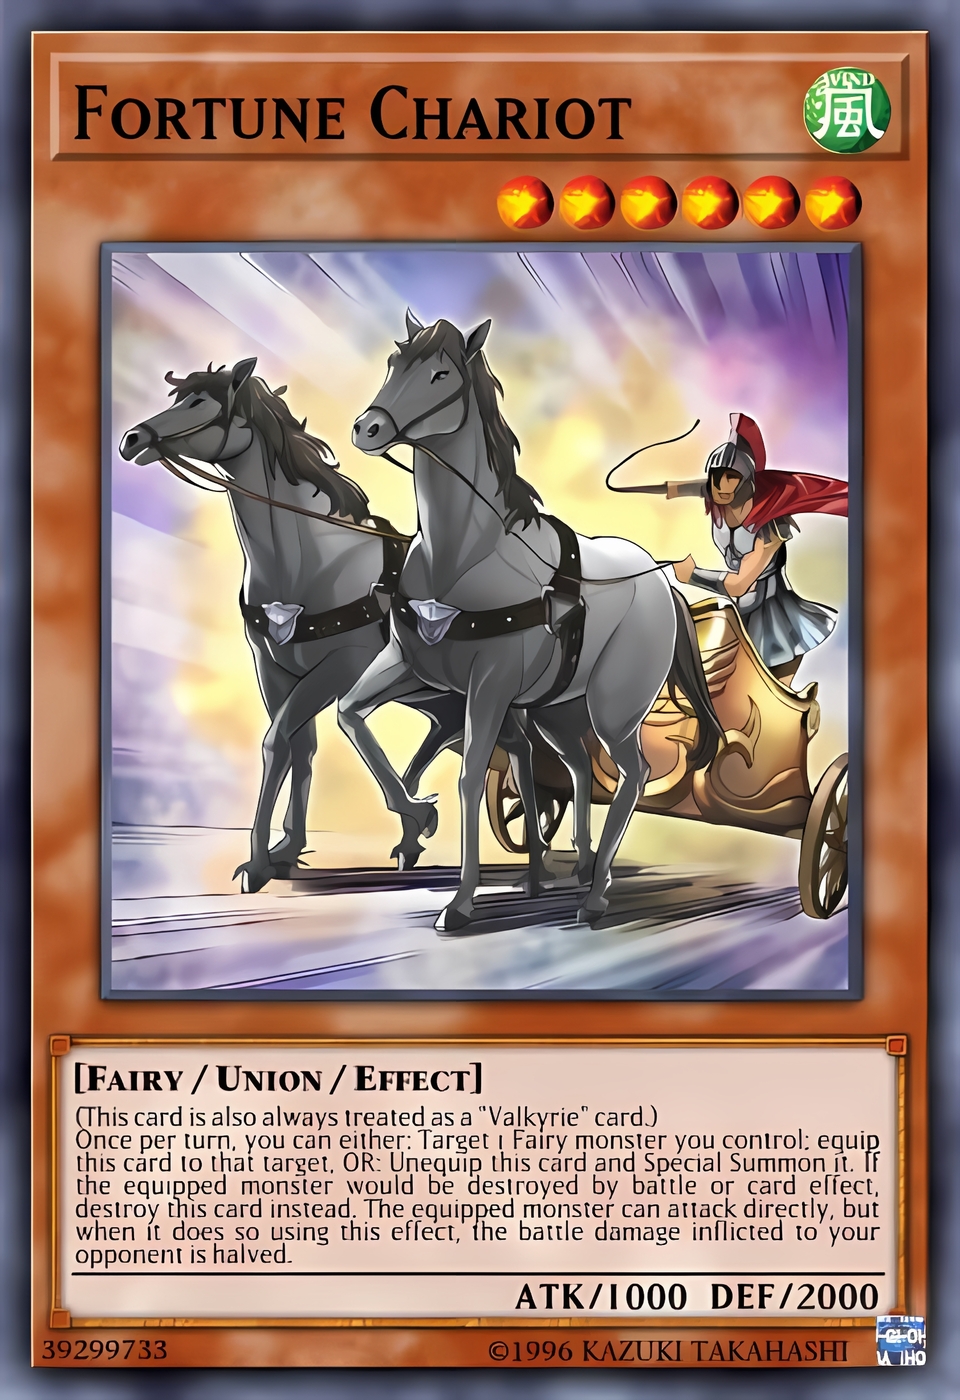 Fortune Chariot
WIND
風
[Fairy / Union / Effect]
(This card is also always treated as a "Valkyrie" card.)
Once per turn, you can either: Target 1 Fairy monster you control; equip
this card to that target, OR: Unequip this card and Special Summon it. If
the equipped monster would be destroyed by battle or card effect,
destroy this card instead. The equipped monster can attack directly, but
when it does so using this effect, the battle damage inflicted to your
opponent is halved.
ATK/1000 DEF/2000
39299733
©1996 KAZUKI TAKAHASHI